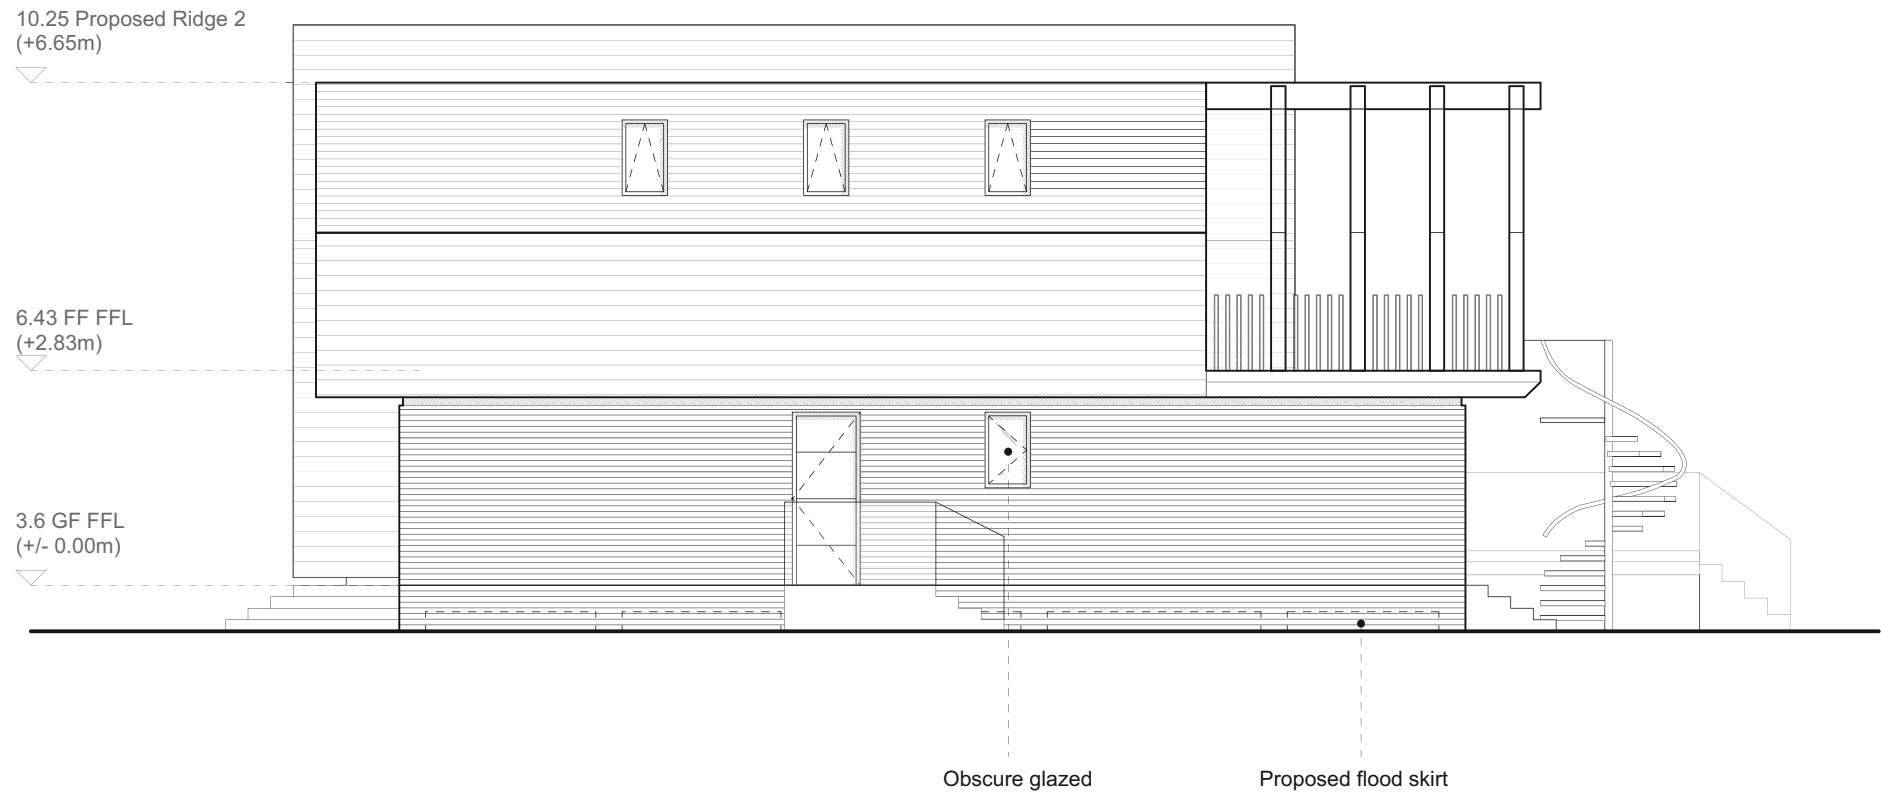 10.25 Proposed Ridge 2
(+6.65m)
6.43 FF FFL
(+2.83m)
3.6 GF FFL
(+/- 0.00m)
Obscure glazed
Proposed flood skirt